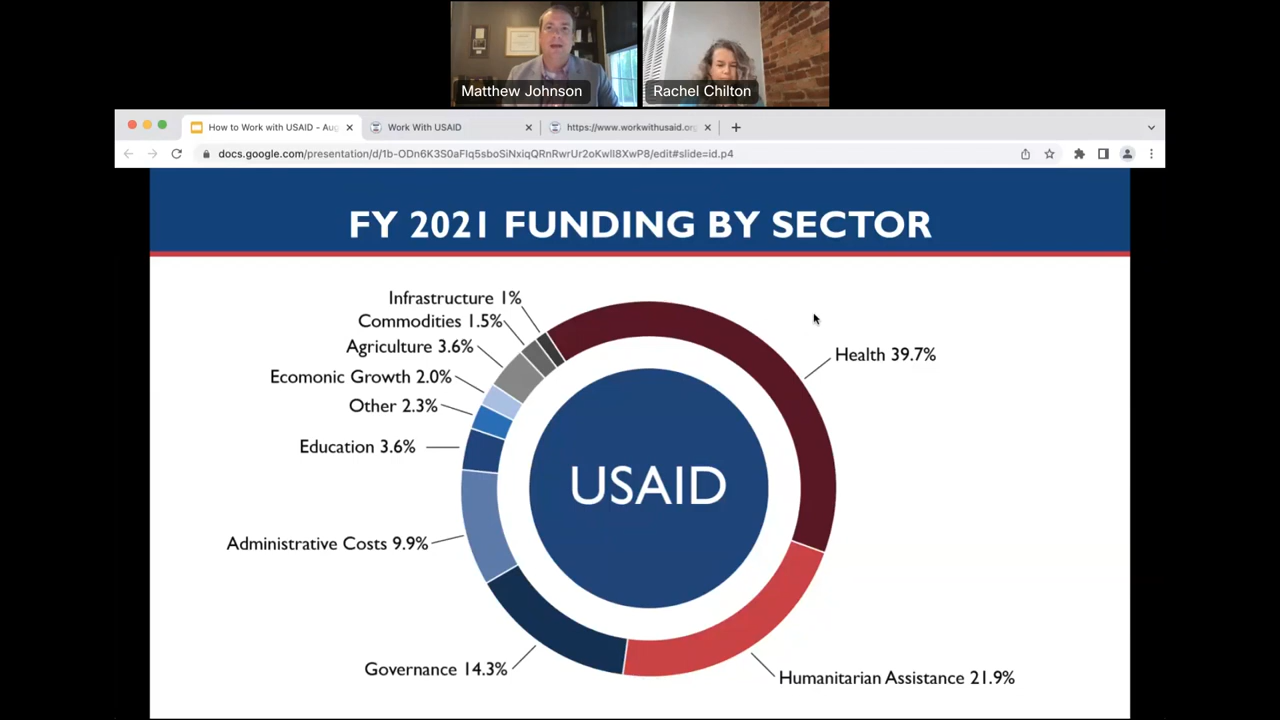 Matthew Johnson
Rachel Chilton
How to Work with USAID - Aug
Work With USAID
https://www.workwithusaid.org
docs.google.com/presentation/d/1b-ODn6K3S0aFIq5sboSiNxiqQRnRwrUr2oKwlI8XwP8/edit#slide=id.p4
FY 2021 FUNDING BY SECTOR
Infrastructure 1%
Commodities 1.5%
Agriculture 3.6%
Health 39.7%
Ecomonic Growth 2.0%
Other 2.3%
Education 3.6%
USAID
Administrative Costs 9.9%
Governance 14.3%
Humanitarian Assistance 21.9%